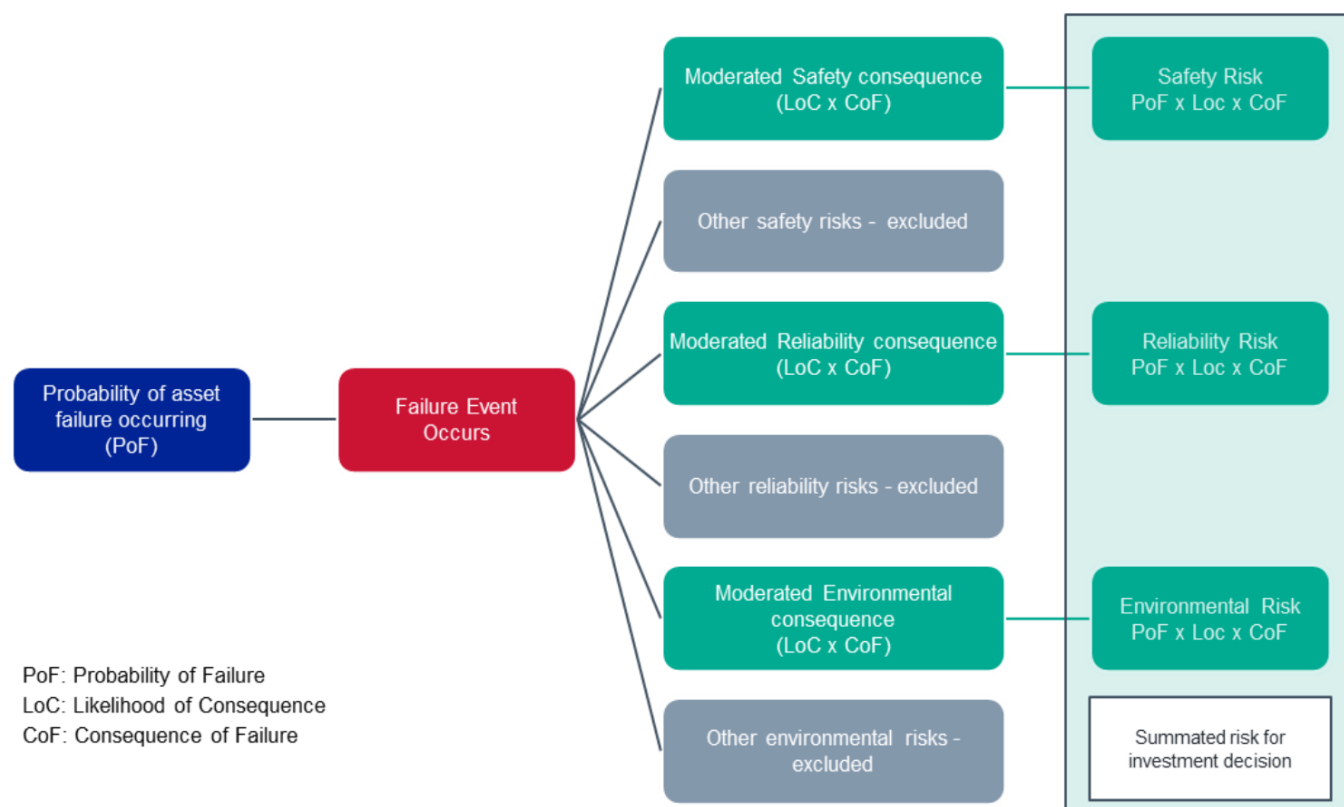 Probability of asset
failure occurring
(PoF)
Failure Event
Occurs
Moderated Safety consequence
(LoC x CoF)
Other safety risks - excluded
Moderated Reliability consequence
(LoC x CoF)
Other reliability risks - excluded
Moderated Environmental
consequence
(LoC x CoF)
Other environmental risks -
excluded
Safety Risk
PoF x Loc x CoF
Reliability Risk
PoF x Loc x CoF
Environmental Risk
PoF x Loc x CoF
Summated risk for
investment decision
PoF: Probability of Failure
LoC: Likelihood of Consequence
CoF: Consequence of Failure